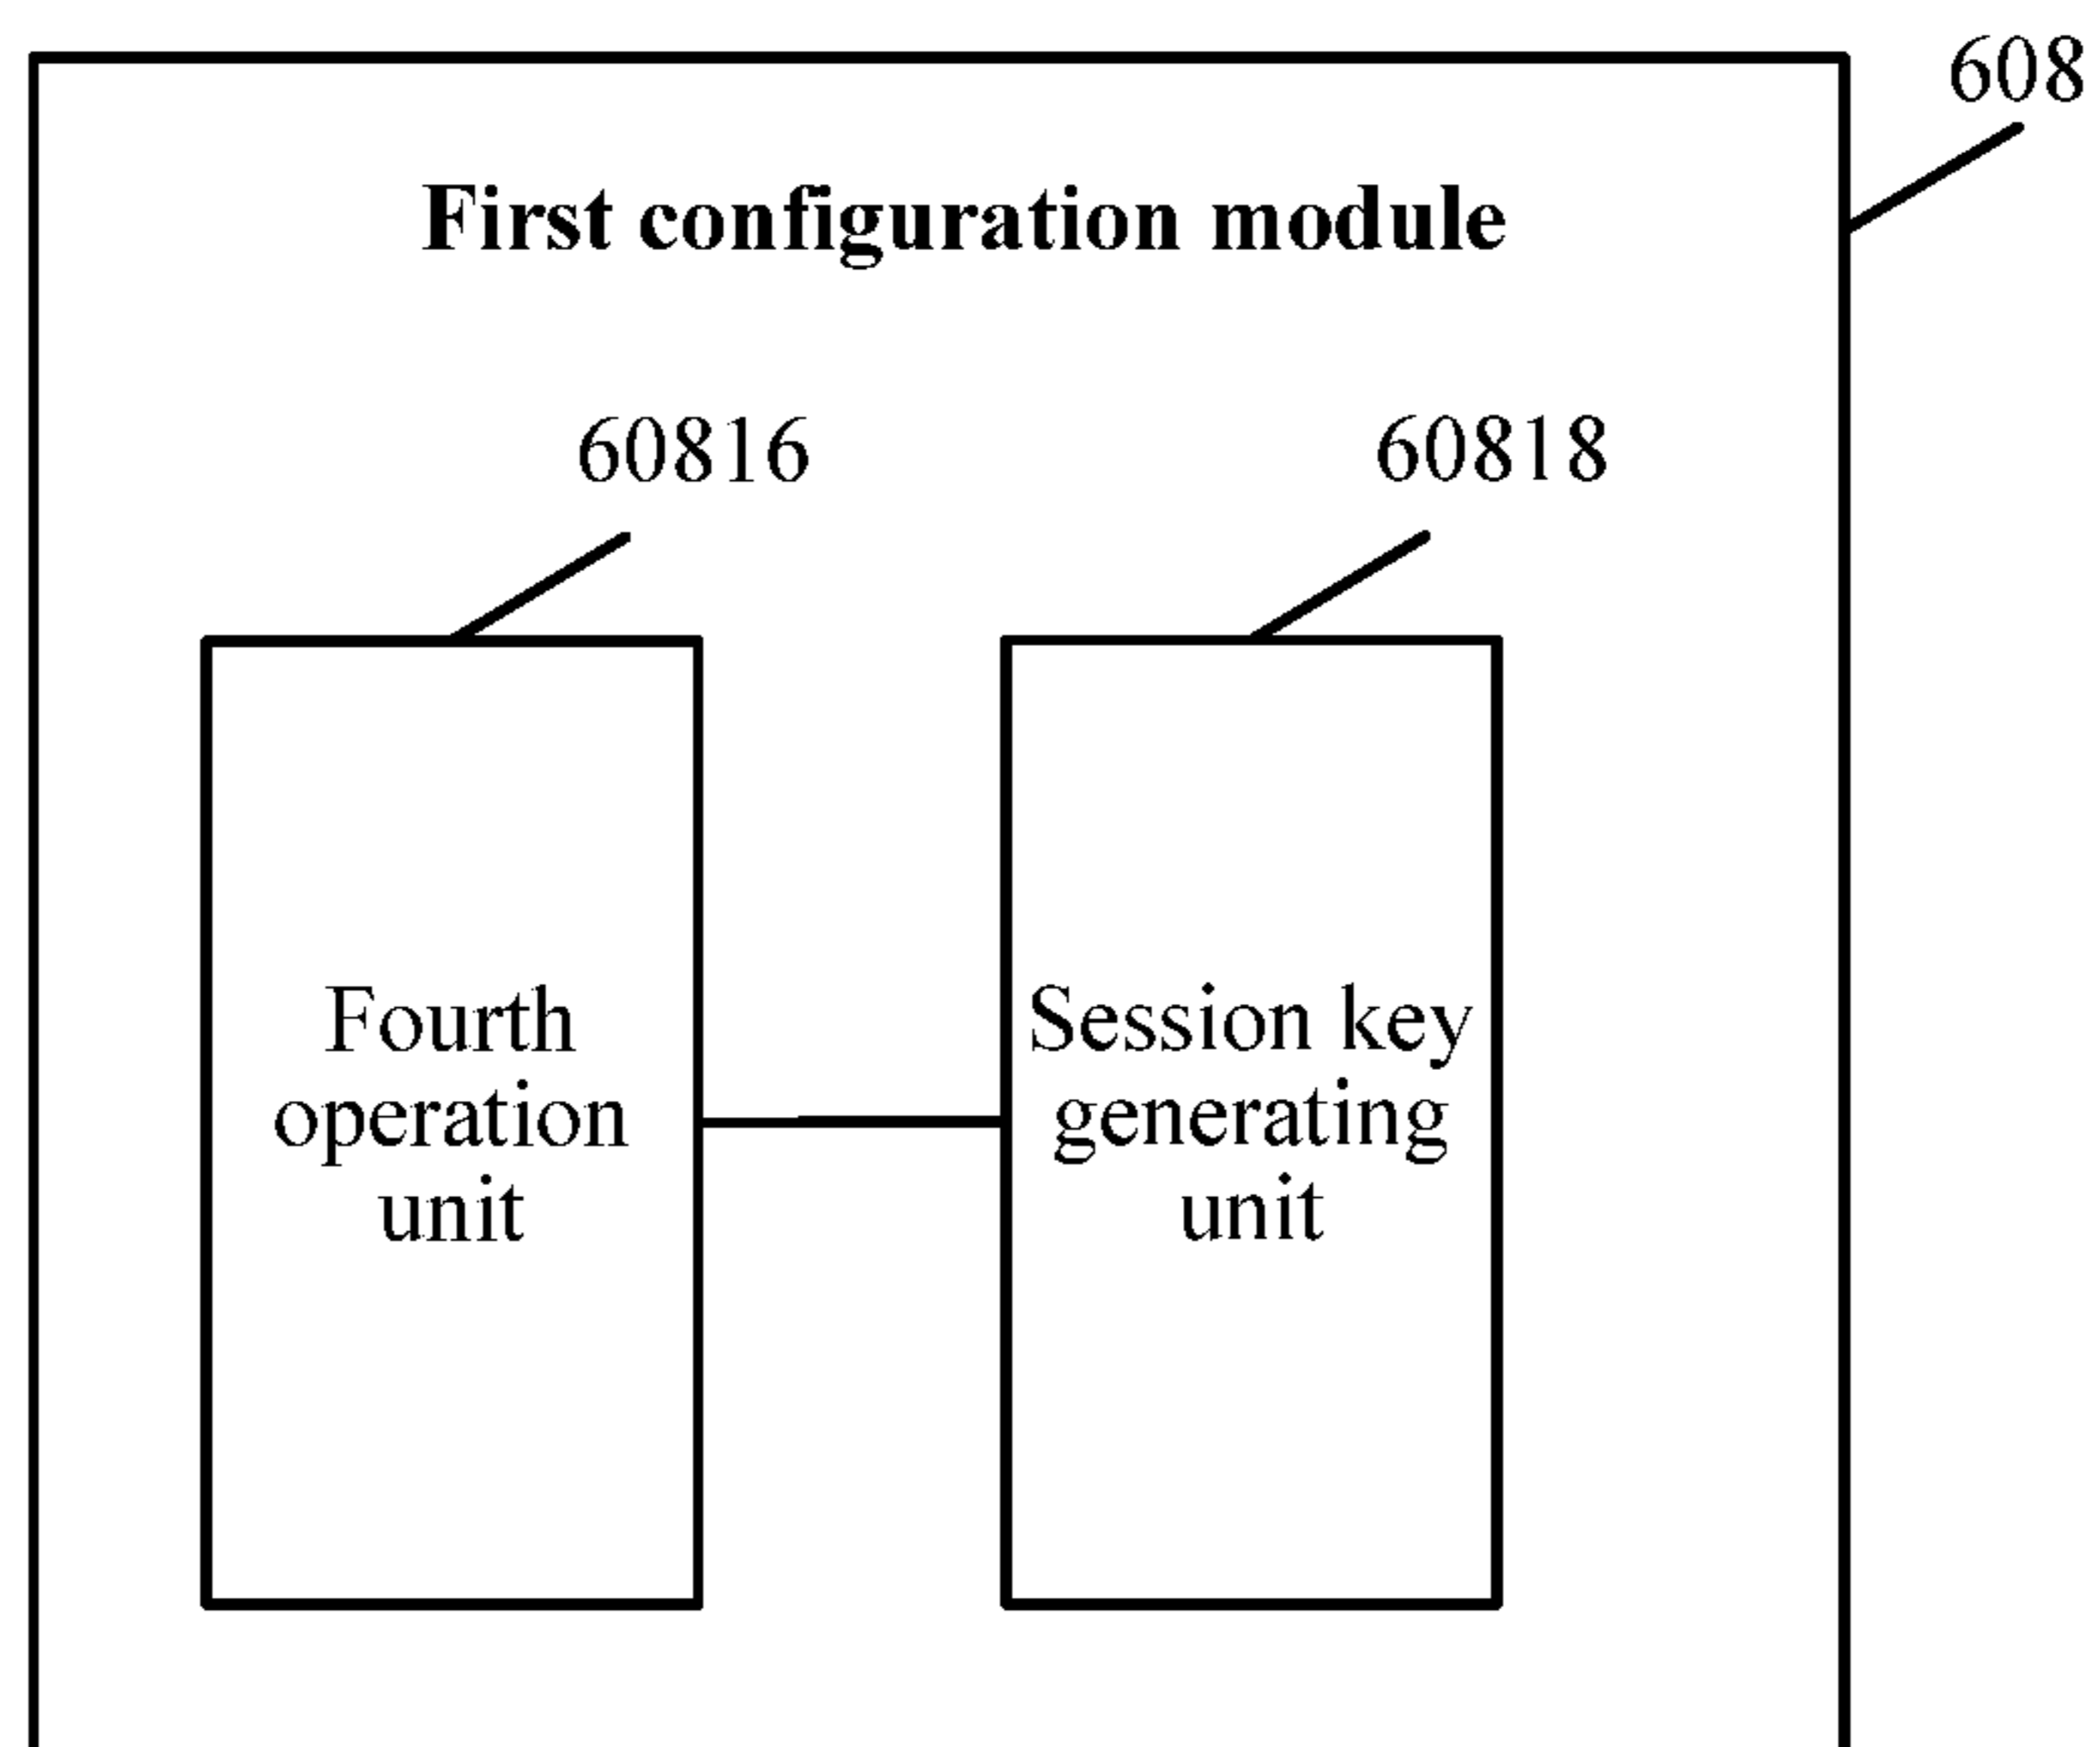 608
First configuration module
60816
60818
Fourth
operation
unit
Session key
generating
unit